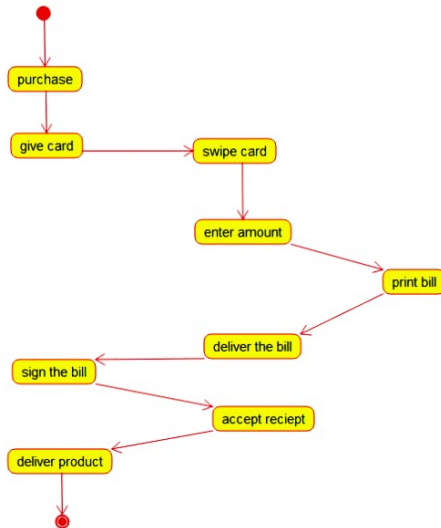 purchase
give card
swipe card
enter amount
print bill
deliver the bill
sign the bill
accept reciept
deliver product